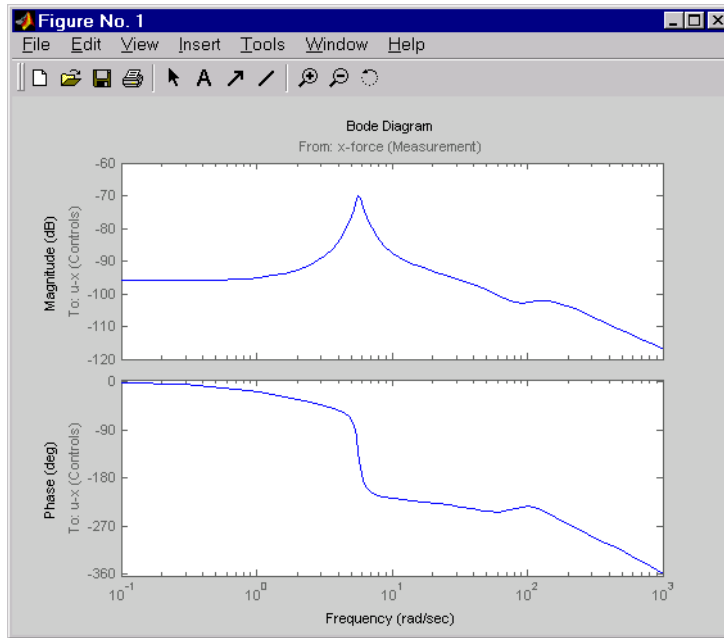 Figure No. 1
File Edit View Insert Tools Window Help
A
Bode Diagram
From: x-force (Measurement)
Magnitude (dB)
To: u-x (Controls)
-60
-70
-80
-90
-100
-110
-120
Phase (deg)
To: u-x (Controls)
0
-90
-180
-270
-360
10^-1 10^0 10^1 10^2 10^3
Frequency (rad/sec)